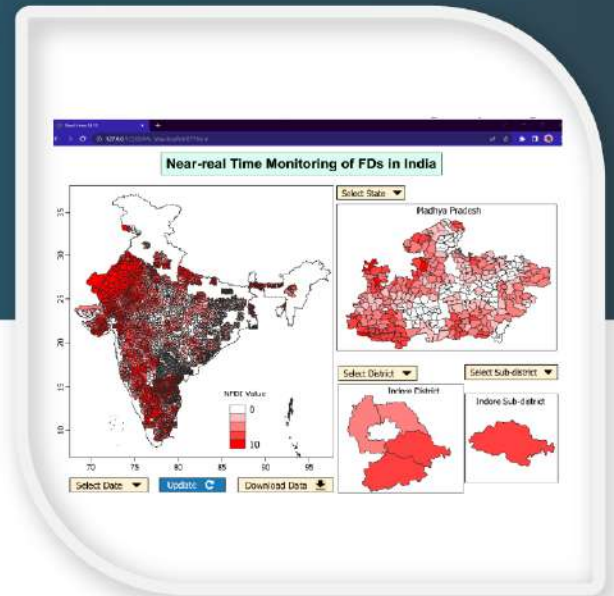 Near-real Time Monitoring of FDs in India
Select State
Madhya Pradesh
35
30
25
20
15
10
70
75
80
85
90
95
NFDI Value
0
10
Select District
Select Sub-district
Indore District
Indore Sub-district
Select Date
Update
Download Data